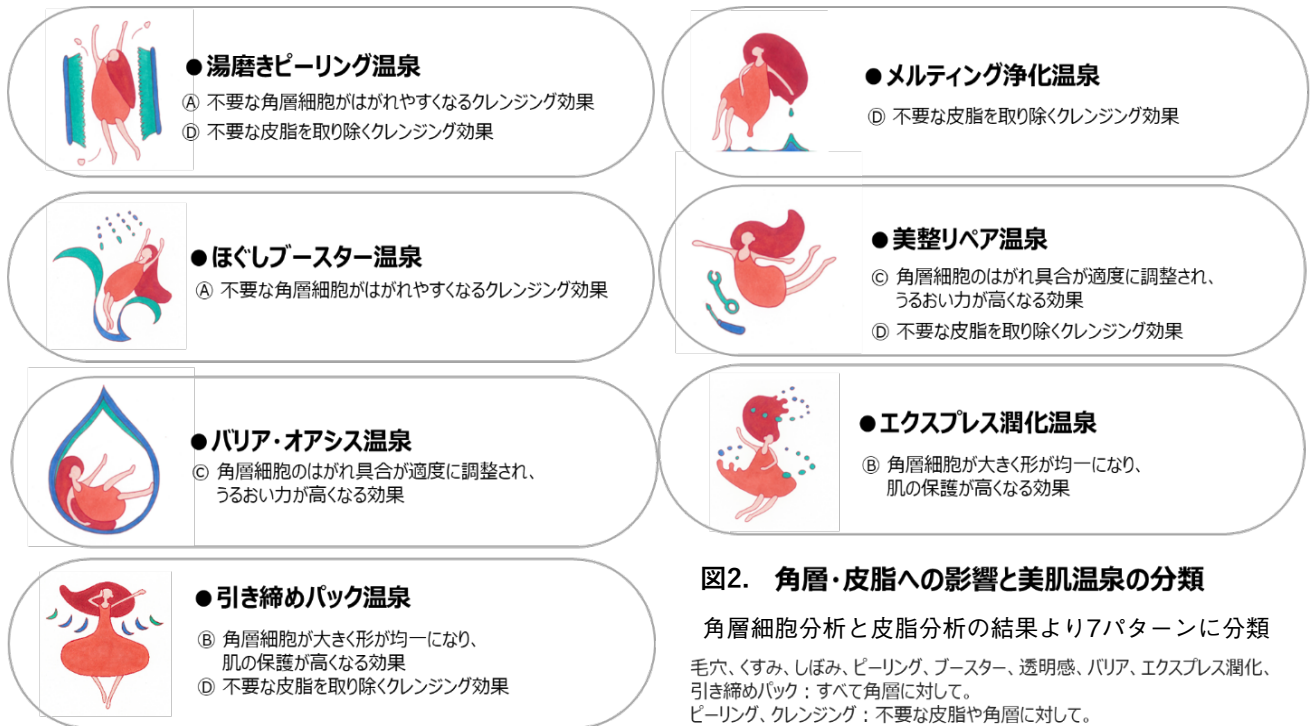 ●湯磨きピーリング温泉
Ⓐ 不要な角層細胞がはがれやすくなるクレンジング効果
Ⓓ 不要な皮脂を取り除くクレンジング効果
●ほぐしブースター温泉
Ⓐ 不要な角層細胞がはがれやすくなるクレンジング効果
●バリア・オアシス温泉
Ⓒ 角層細胞のはがれ具合が適度に調整され、
うるおい力が高くなる効果
●引き締めパック温泉
Ⓑ 角層細胞が大きく形が均一になり、
肌の保護が高くなる効果
Ⓓ 不要な皮脂を取り除くクレンジング効果
●メルティング浄化温泉
Ⓓ 不要な皮脂を取り除くクレンジング効果
●美整リペア温泉
Ⓒ 角層細胞のはがれ具合が適度に調整され、
うるおい力が高くなる効果
Ⓓ 不要な皮脂を取り除くクレンジング効果
●エクスプレス潤化温泉
Ⓑ 角層細胞が大きく形が均一になり、
肌の保護が高くなる効果
図2. 角層・皮脂への影響と美肌温泉の分類
角層細胞分析と皮脂分析の結果より7パターンに分類
毛穴、くすみ、しぼみ、ピーリング、ブースター、透明感、バリア、エクスプレス潤化、
引き締めパック：すべて角層に対して。
ピーリング、クレンジング：不要な皮脂や角層に対して。